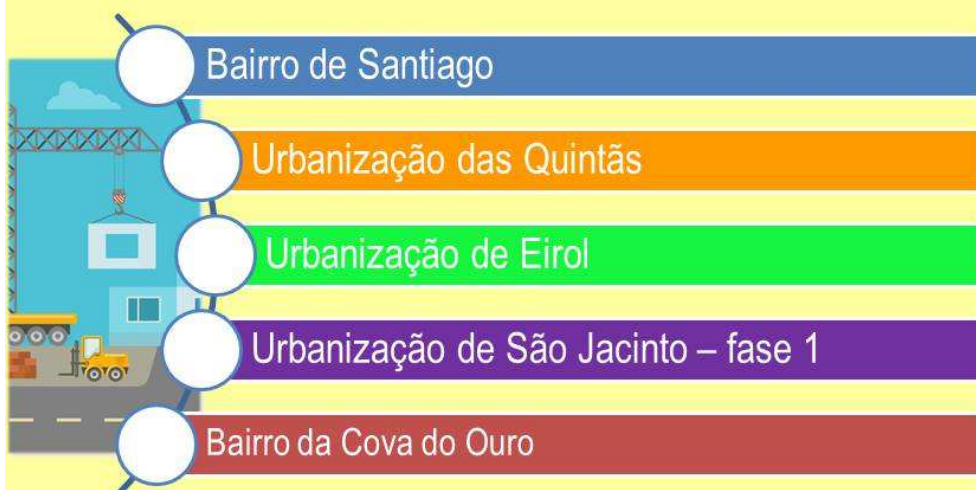 Bairro de Santiago
Urbanização das Quintãs
Urbanização de Eirol
Urbanização de São Jacinto – fase 1
Bairro da Cova do Ouro